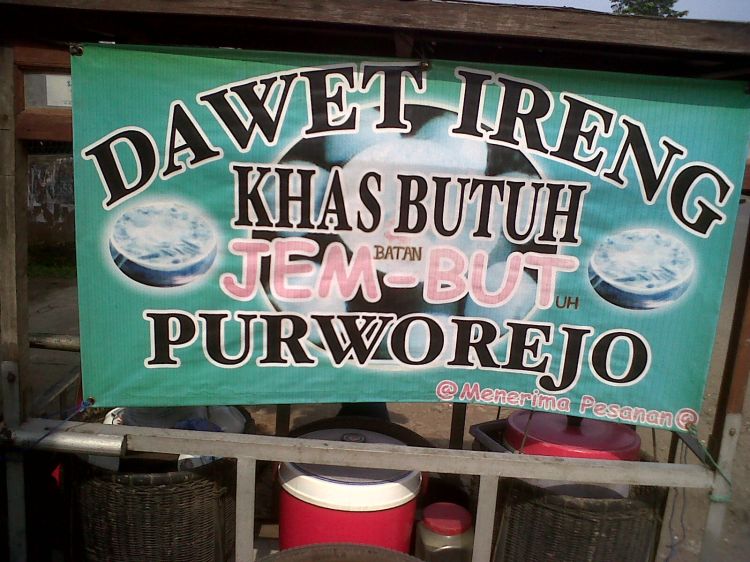 DAWET IRENG
KHAS BUTUH
JEM-BUT
BATAN UH
PURWOREJO
@ Menerima Pesanan @